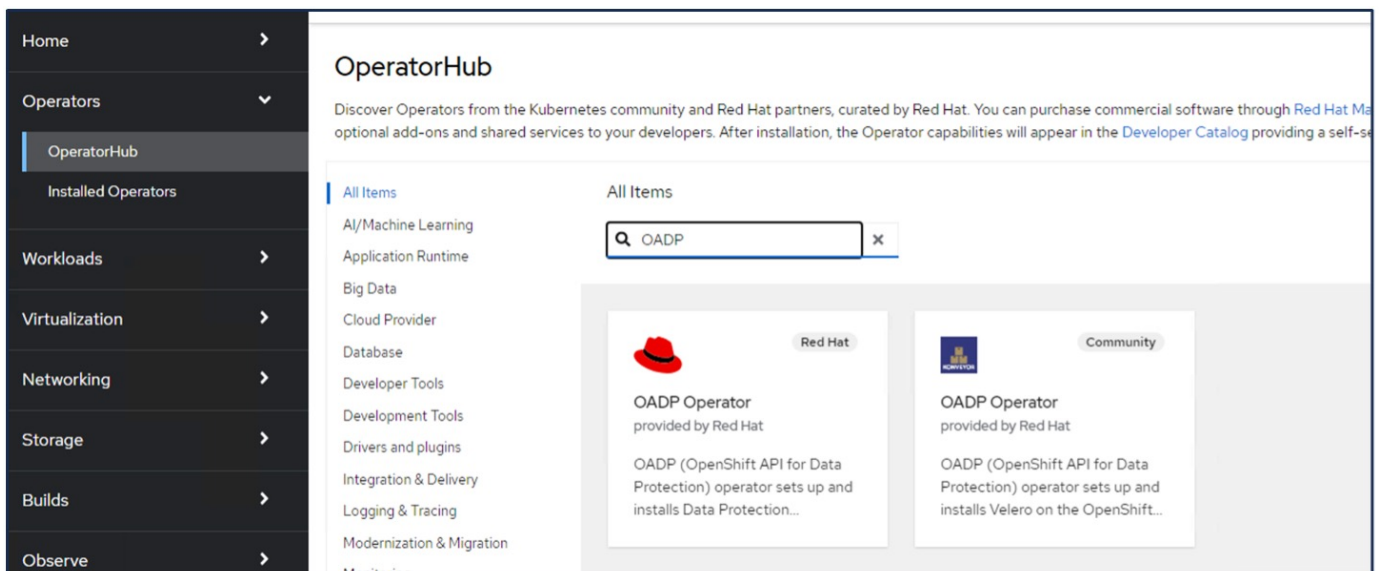 Home
Operators
OperatorHub
Installed Operators
Workloads
Virtualization
Networking
Storage
Builds
Observe
OperatorHub
Discover Operators from the Kubernetes community and Red Hat partners, curated by Red Hat. You can purchase commercial software through Red Hat Ma
optional add-ons and shared services to your developers. After installation, the Operator capabilities will appear in the Developer Catalog providing a self-se
All Items
AI/Machine Learning
Application Runtime
Big Data
Cloud Provider
Database
Developer Tools
Development Tools
Drivers and plugins
Integration & Delivery
Logging & Tracing
Modernization & Migration
All Items
OADP
Red Hat
OADP Operator
provided by Red Hat
OADP (OpenShift API for Data
Protection) operator sets up and
installs Data Protection...
Community
KONVEYOR
OADP Operator
provided by Red Hat
OADP (OpenShift API for Data
Protection) operator sets up and
installs Velero on the OpenShift...